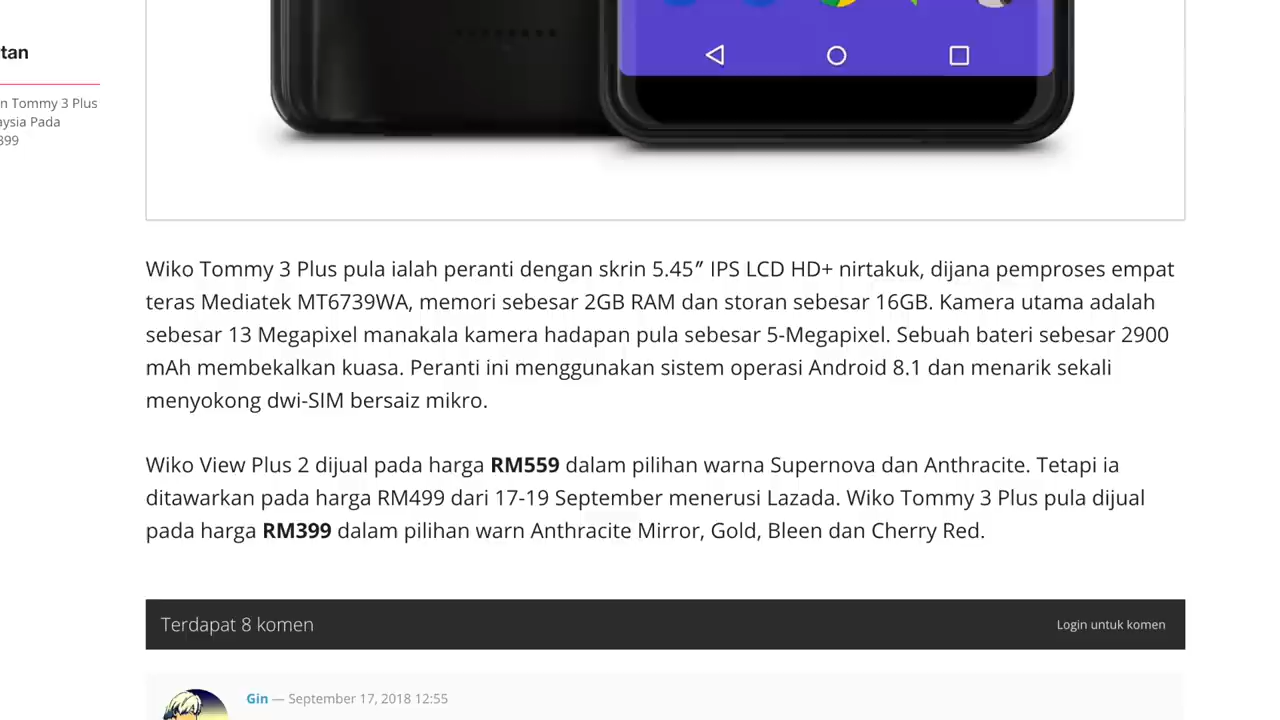 tan
n Tommy 3 Plus
aysia Pada
399
Wiko Tommy 3 Plus pula ialah peranti dengan skrin 5.45″ IPS LCD HD+ nirtakuk, dijana pemproses empat
teras Mediatek MT6739WA, memori sebesar 2GB RAM dan storan sebesar 16GB. Kamera utama adalah
sebesar 13 Megapixel manakala kamera hadapan pula sebesar 5-Megapixel. Sebuah bateri sebesar 2900
mAh membekalkan kuasa. Peranti ini menggunakan sistem operasi Android 8.1 dan menarik sekali
menyokong dwi-SIM bersaiz mikro.
Wiko View Plus 2 dijual pada harga RM559 dalam pilihan warna Supernova dan Anthracite. Tetapi ia
ditawarkan pada harga RM499 dari 17-19 September menerusi Lazada. Wiko Tommy 3 Plus pula dijual
pada harga RM399 dalam pilihan warn Anthracite Mirror, Gold, Bleen dan Cherry Red.
Terdapat 8 komen
Login untuk komen
Gin — September 17, 2018 12:55